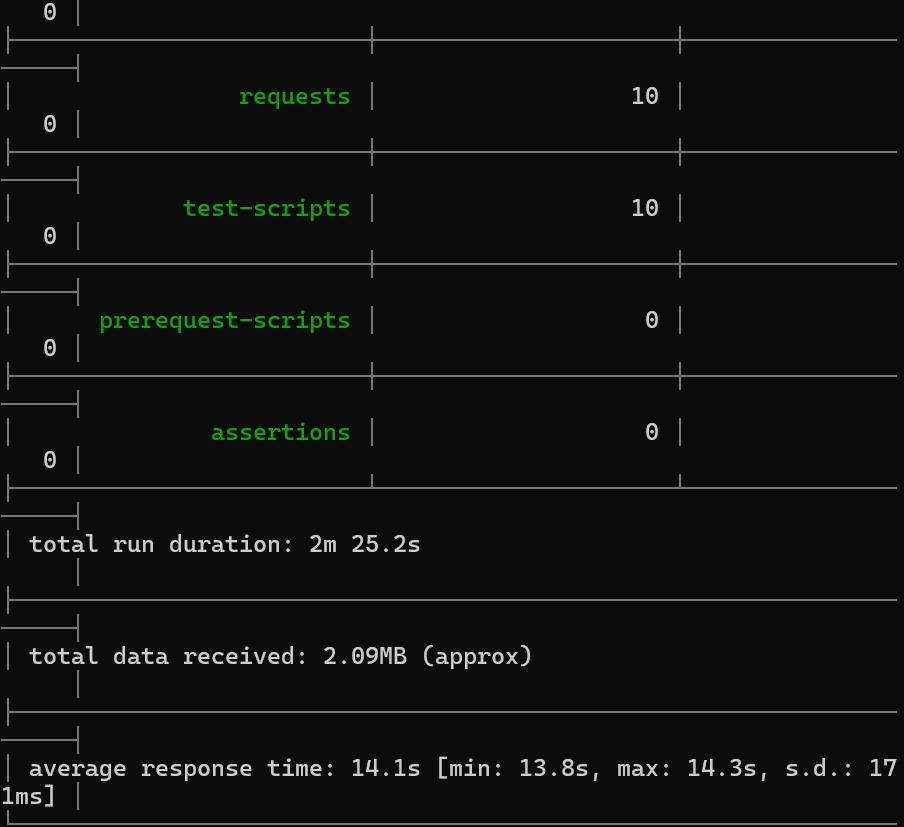 0
requests 10
0
test-scripts 10
0
prerequest-scripts 0
0
assertions 0
0
total run duration: 2m 25.2s
total data received: 2.09MB (approx)
average response time: 14.1s [min: 13.8s, max: 14.3s, s.d.: 17
1ms]